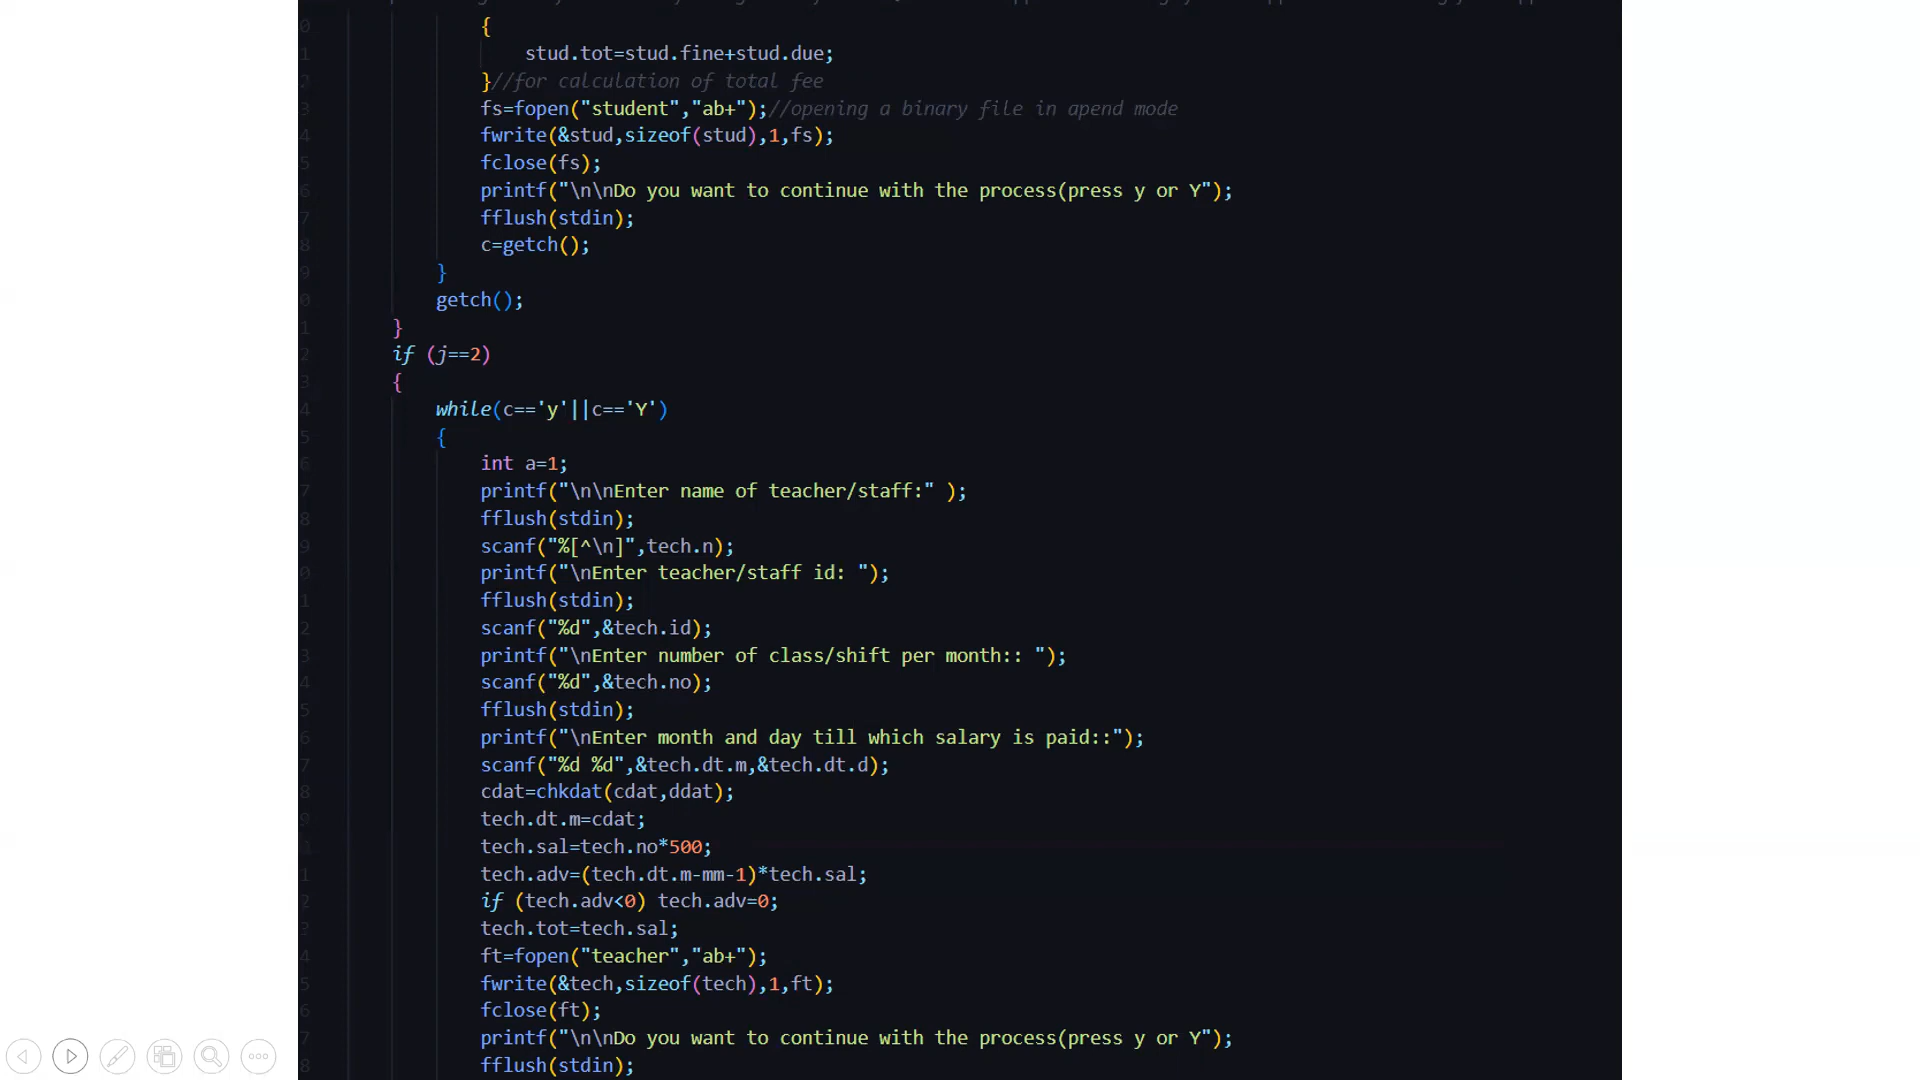 {
stud.tot=stud.fine+stud.due;
}//for calculation of total fee
fs=fopen("student","ab+");//opening a binary file in apend mode
fwrite(&stud,sizeof(stud),1,fs);
fclose(fs);
printf("\n\nDo you want to continue with the process(press y or Y");
fflush(stdin);
c=getch();
}
getch();
}
if (j==2)
{
while(c=='y'||c=='Y')
{
int a=1;
printf("\n\nEnter name of teacher/staff:" );
fflush(stdin);
scanf("%[^\n]",tech.n);
printf("\nEnter teacher/staff id: ");
fflush(stdin);
scanf("%d",&tech.id);
printf("\nEnter number of class/shift per month:: ");
scanf("%d",&tech.no);
fflush(stdin);
printf("\nEnter month and day till which salary is paid::");
scanf("%d %d",&tech.dt.m,&tech.dt.d);
cdat=chkdat(cdat,ddat);
tech.dt.m=cdat;
tech.sal=tech.no*500;
tech.adv=(tech.dt.m-mm-1)*tech.sal;
if (tech.adv<0) tech.adv=0;
tech.tot=tech.sal;
ft=fopen("teacher","ab+");
fwrite(&tech,sizeof(tech),1,ft);
fclose(ft);
printf("\n\nDo you want to continue with the process(press y or Y");
fflush(stdin);